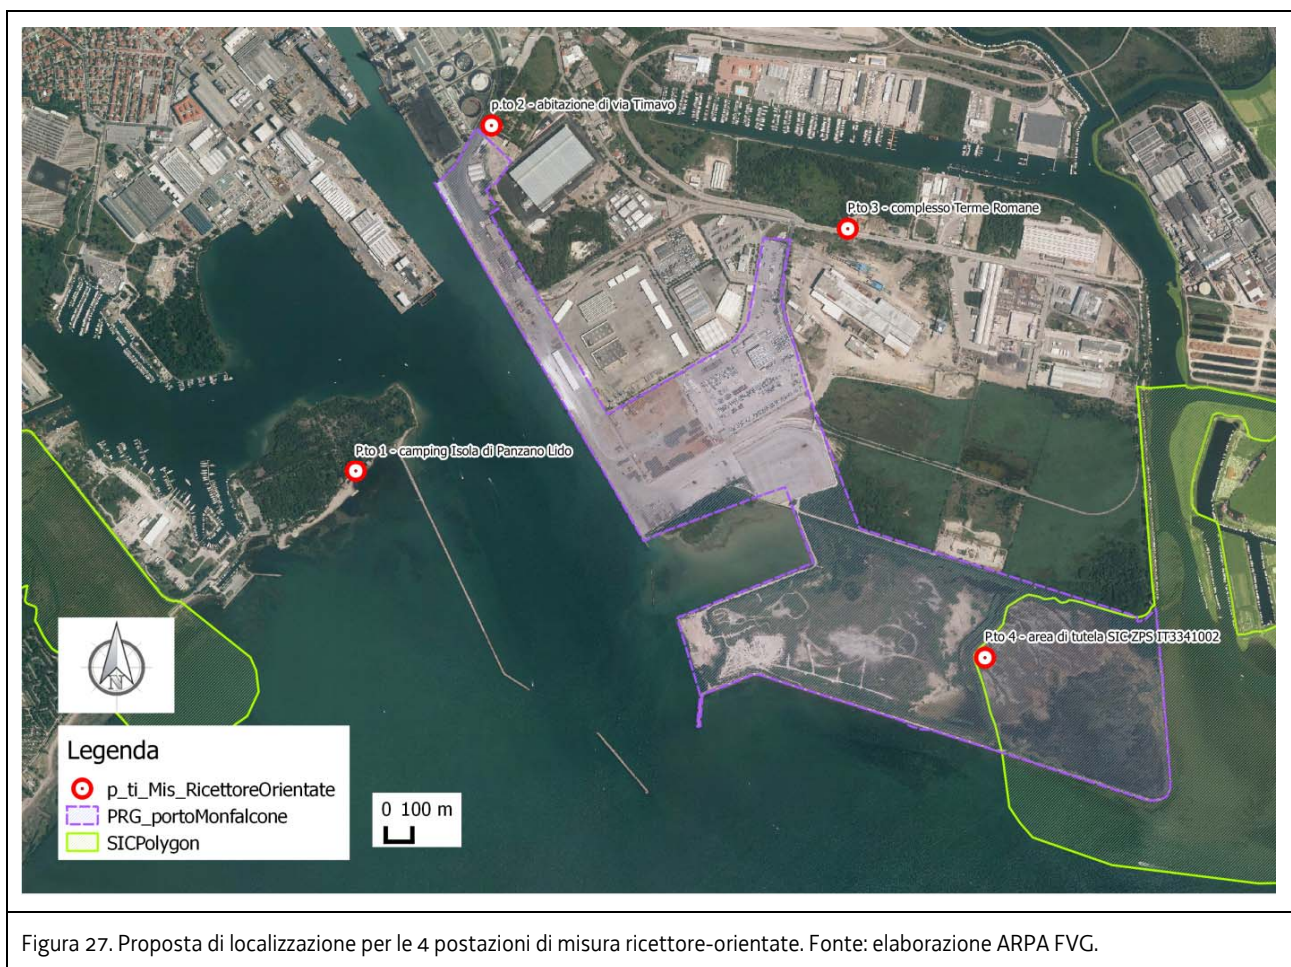 p.to 2 - abitazione di via Timavo
P.to 3 - complesso Terme Romane
P.to 1 - camping Isola di Panzano Lido
P.to 4 - area di tutela SIC-ZPS IT3341002
N
Legenda
p_ti_Mis_RicettoreOrientate
PRG_portoMonfalcone
SICPolygon
0 100 m
Figura 27. Proposta di localizzazione per le 4 postazioni di misura ricettore-orientate. Fonte: elaborazione ARPA FVG.